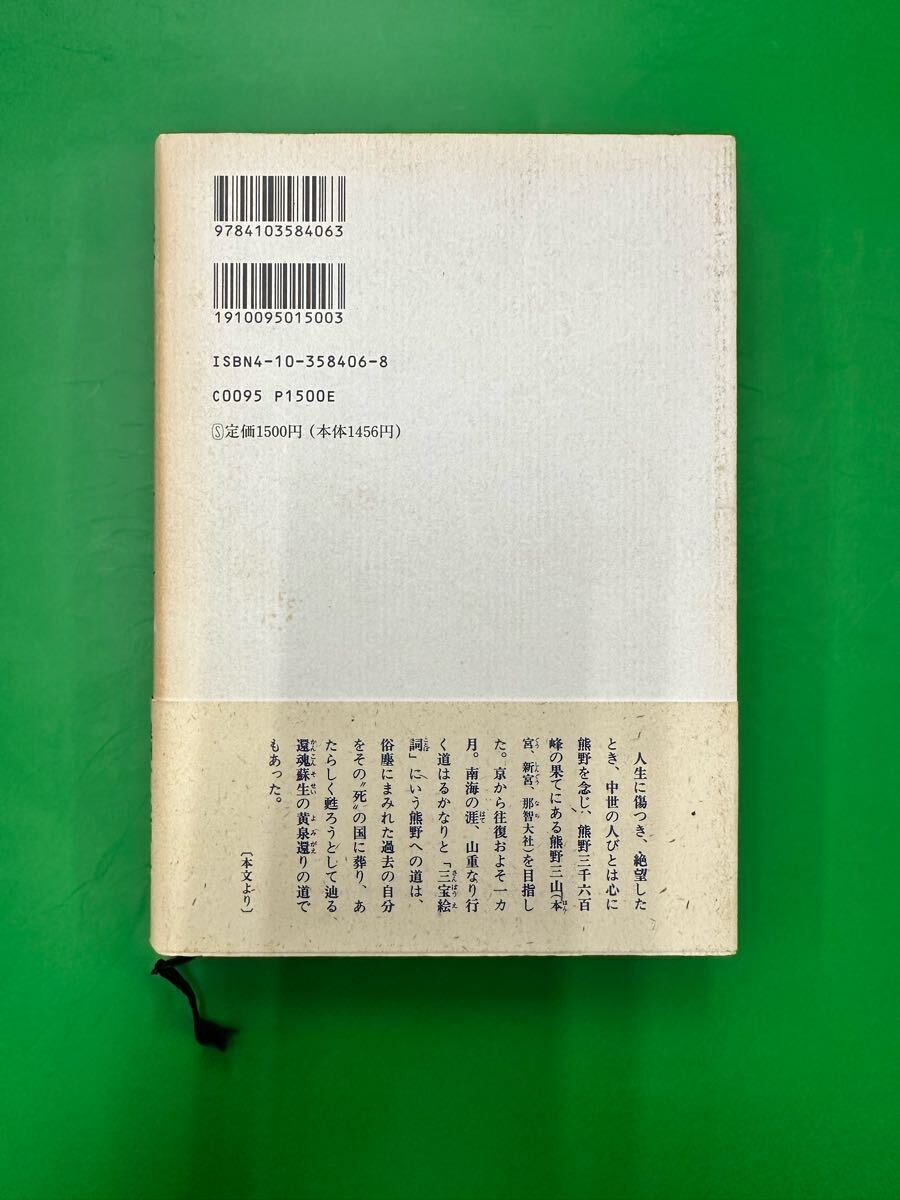 9784103584063
1910095015003
ISBN4-10-358406-8
C0095 P1500E
Ⓢ定価1500円(本体1456円)
人生に傷つき、絶望した
とき、中世の人びとは心に
熊野を念じ、熊野三千六百
峰の果てにある熊野三山(本
宮、新宮、那智大社)を目指し
た。京から往復およそ一カ
月。南海の涯、山重なり行
く道はるかなりと「三宝絵
詞」にいう熊野への道は、
俗塵にまみれた過去の自分
をその〝死〟の国に葬り、あ
たらしく甦ろうとして辿る
還魂蘇生の黄泉還りの道で
もあった。
〔本文より〕